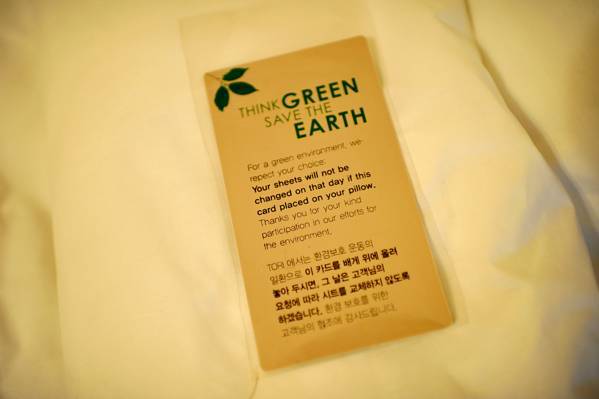 THINK GREEN
SAVE THE
EARTH
For a green environment, we
repect your choice:
Your sheets will not be
changed on that day if this
card placed on your pillow.
Thanks you for your kind
participation in our efforts for
the environment.
TORI 에서는 환경보호 운동의
일환으로 이 카드를 배게 위에 올려
놓아 두시면, 그 날은 고객님의
요청에 따라 시트를 교체하지 않도록
하겠습니다. 환경 보호를 위한
고객님의 협조에 감사드립니다.